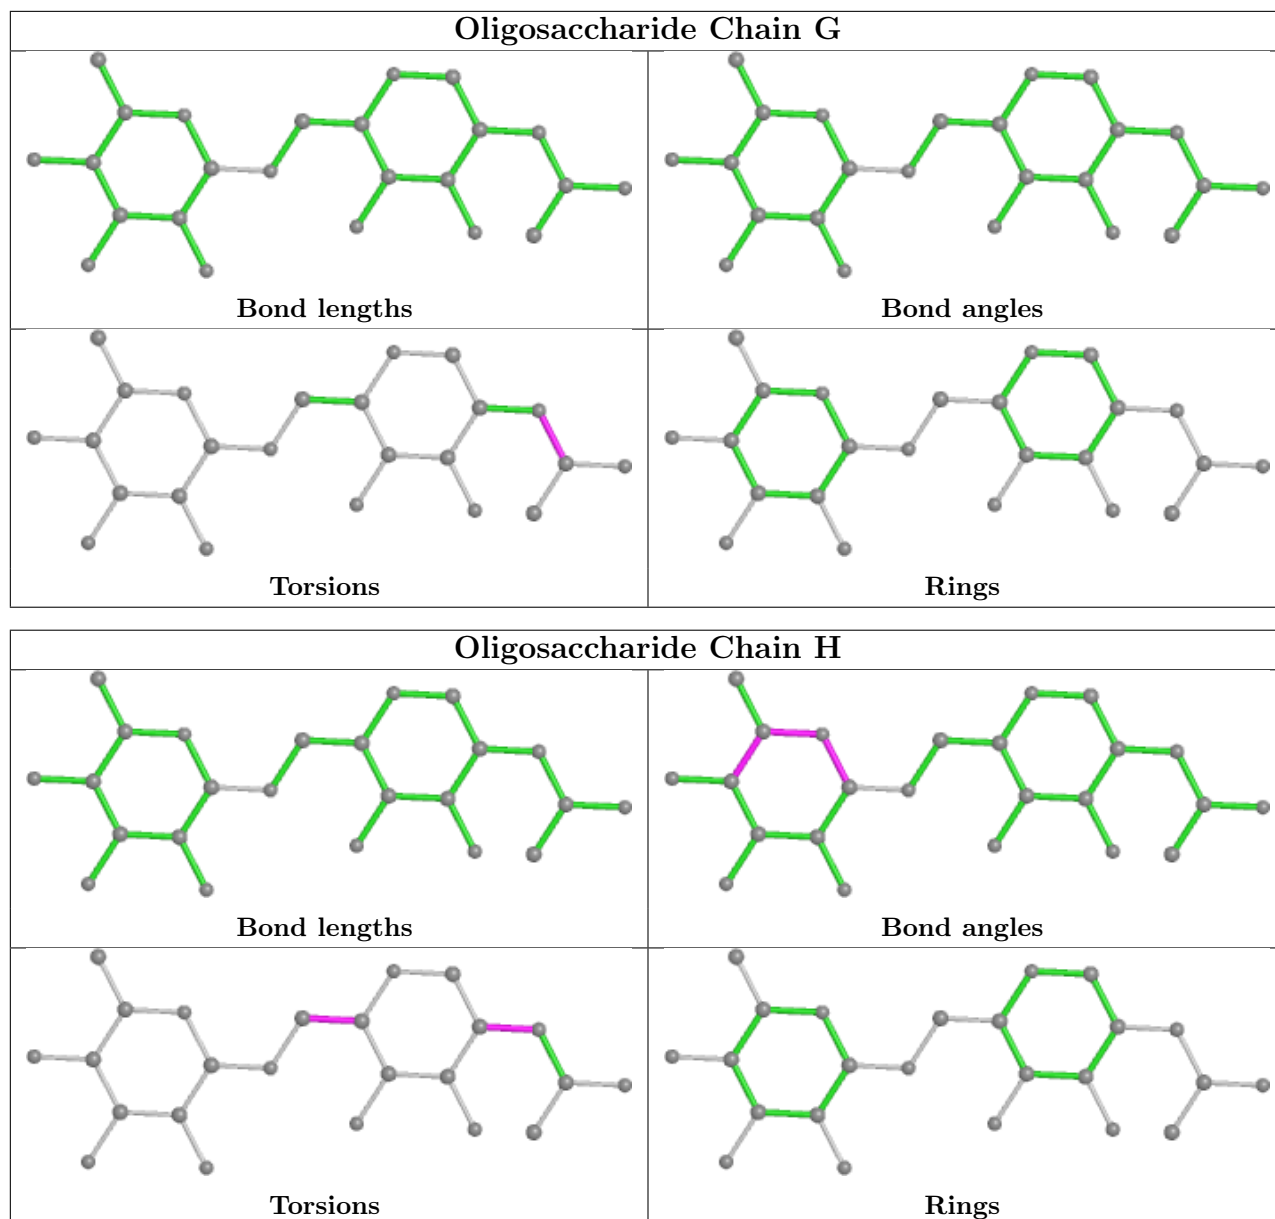 Oligosaccharide Chain G
Bond lengths
Bond angles
Torsions
Rings
Oligosaccharide Chain H
Bond lengths
Bond angles
Torsions
Rings